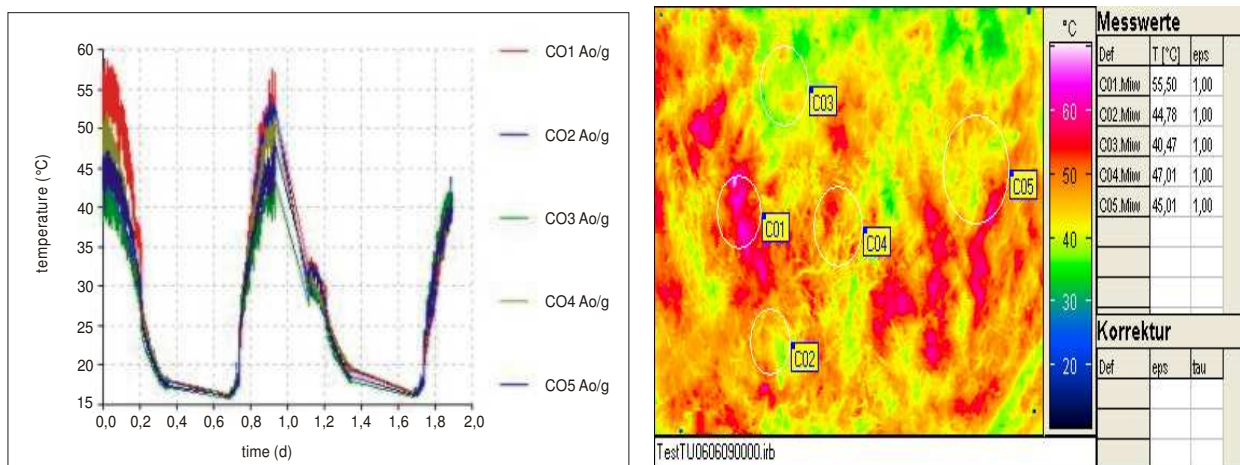 60
55
50
45
40
35
30
25
20
15
temperature (°C)
0,0 0,2 0,4 0,6 0,8 1,0 1,2 1,4 1,6 1,8 2,0
time (d)
CO1 Ao/g
CO2 Ao/g
CO3 Ao/g
CO4 Ao/g
CO5 Ao/g
C03
C05
C01
C04
C02
TestTU0606090000.irb
°C
60
50
40
30
20
Messwerte
Def T [°C] eps
C01.Miw 55,50 1,00
C02.Miw 44,78 1,00
C03.Miw 40,47 1,00
C04.Miw 47,01 1,00
C05.Miw 45,01 1,00
Korrektur
Def eps tau